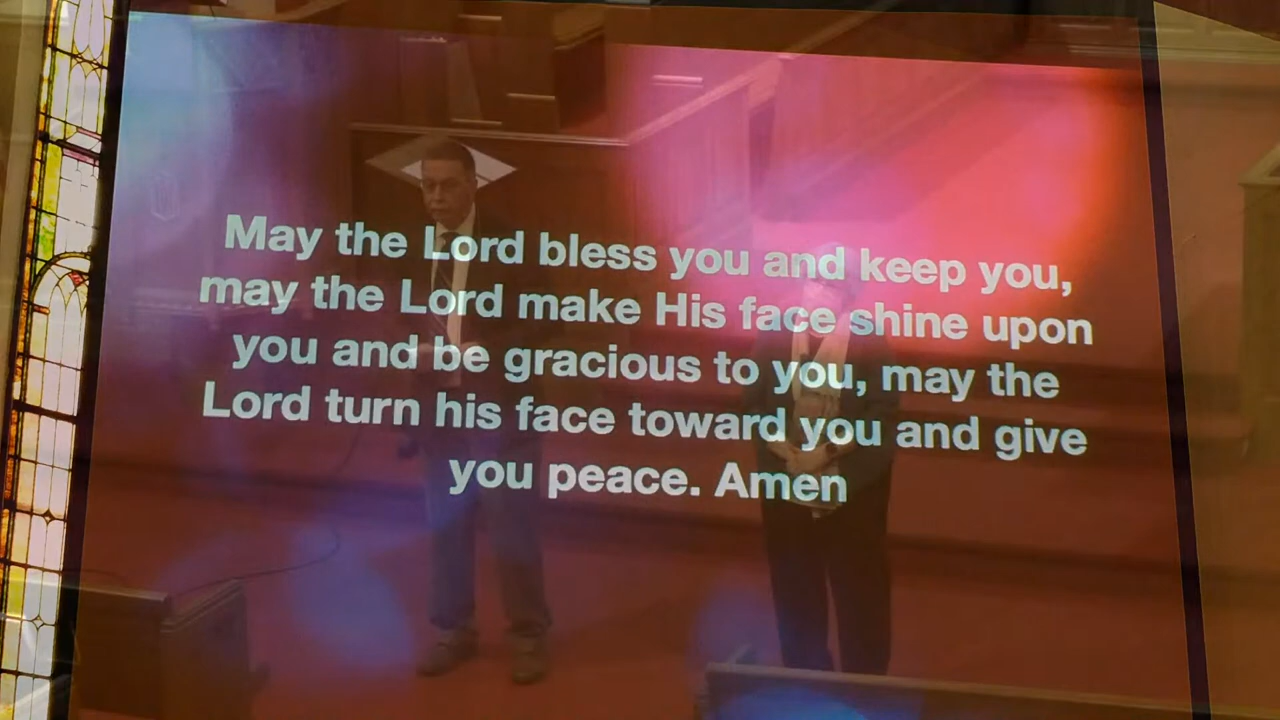 May the Lord bless you and keep you,
may the Lord make His face shine upon
you and be gracious to you, may the
Lord turn his face toward you and give
you peace. Amen